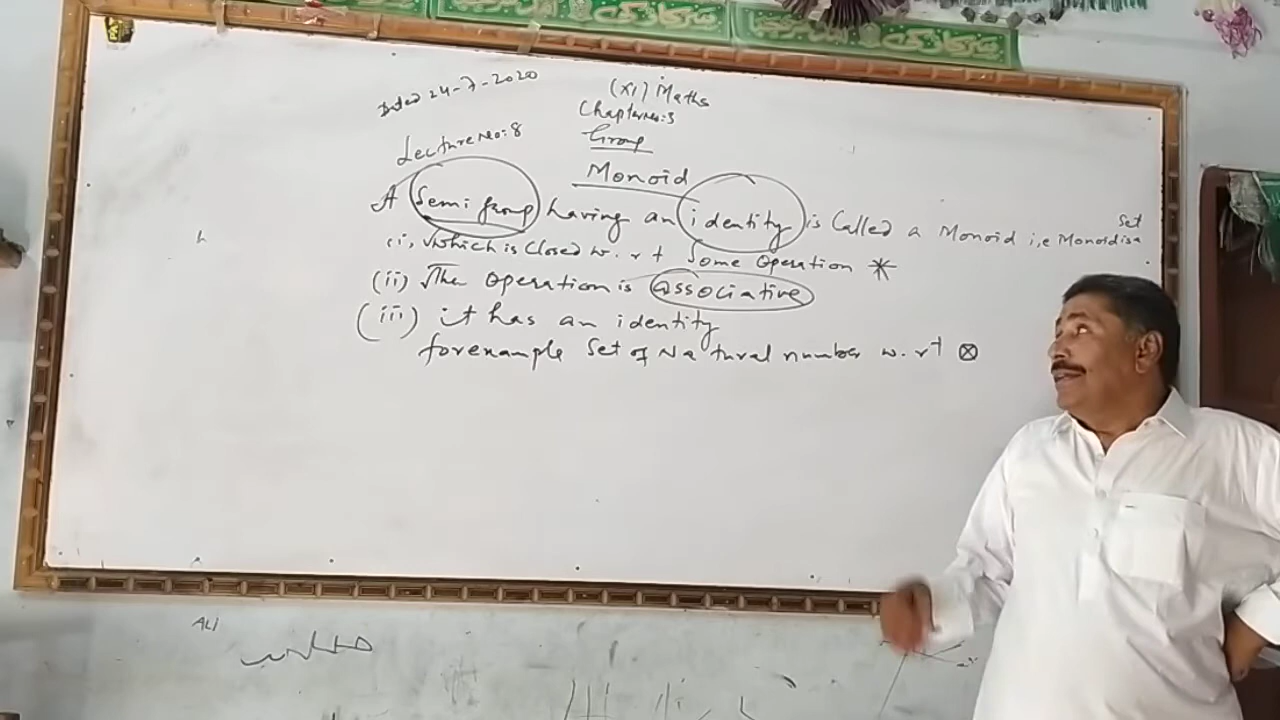 Dated 24-7-2020
(XI) Maths
Chapter No:3
Lecture No:8
Group
Monoid
A Semi group having an identity is Called a Monoid i,e Monoid is a Set
(i, which is closed w.r.t Some Operation *
(ii) The Operation is associative
(iii) it has an identity
for example Set of Natural number w.r.t ⊗
ALI